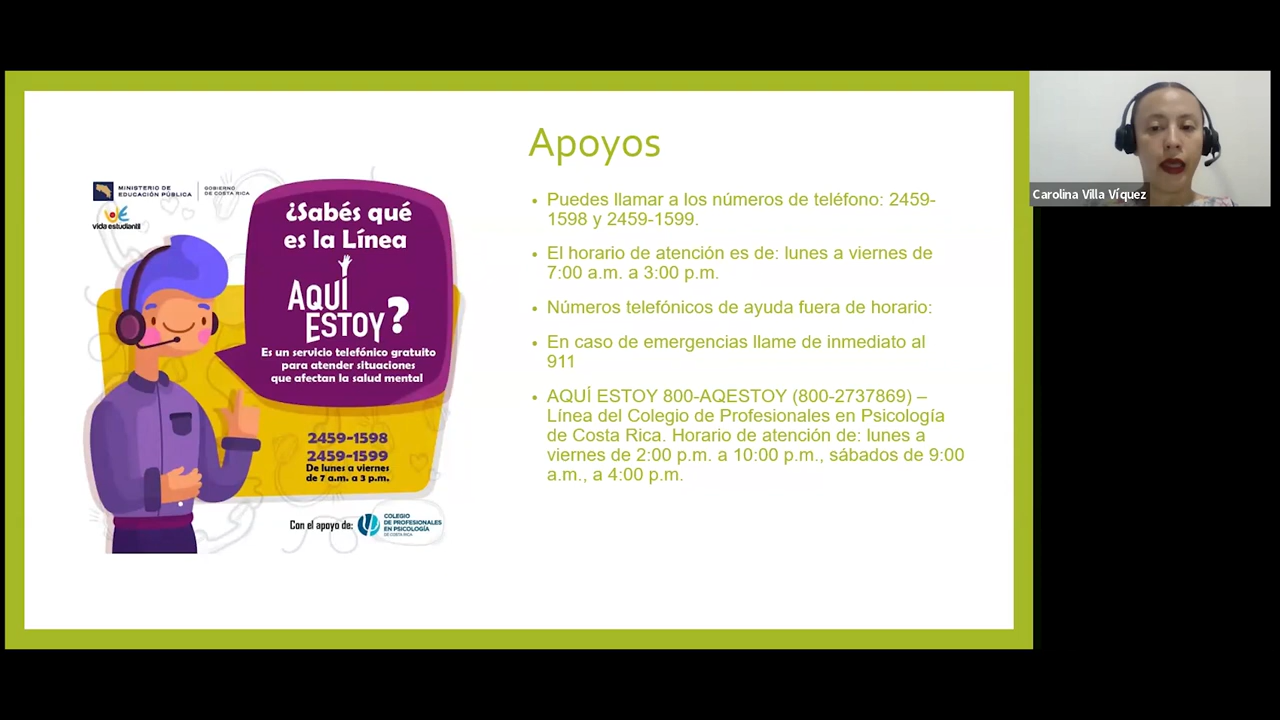 Apoyos
Puedes llamar a los números de teléfono: 2459-
1598 y 2459-1599.
El horario de atención es de: lunes a viernes de
7:00 a.m. a 3:00 p.m.
Números telefónicos de ayuda fuera de horario:
En caso de emergencias llame de inmediato al
911
AQUÍ ESTOY 800-AQESTOY (800-2737869) –
Línea del Colegio de Profesionales en Psicología
de Costa Rica. Horario de atención de: lunes a
viernes de 2:00 p.m. a 10:00 p.m., sábados de 9:00
a.m., a 4:00 p.m.
MINISTERIO DE
EDUCACIÓN PÚBLICA
GOBIERNO
DE COSTA RICA
vida estudiantil
¿Sabés qué
es la Línea
AQUÍ
ESTOY?
Es un servicio telefónico gratuito
para atender situaciones
que afectan la salud mental
2459-1598
2459-1599
De lunes a viernes
de 7 a.m. a 3 p.m.
Con el apoyo de:
COLEGIO
DE PROFESIONALES
EN PSICOLOGÍA
DE COSTA RICA
Carolina Villa Víquez